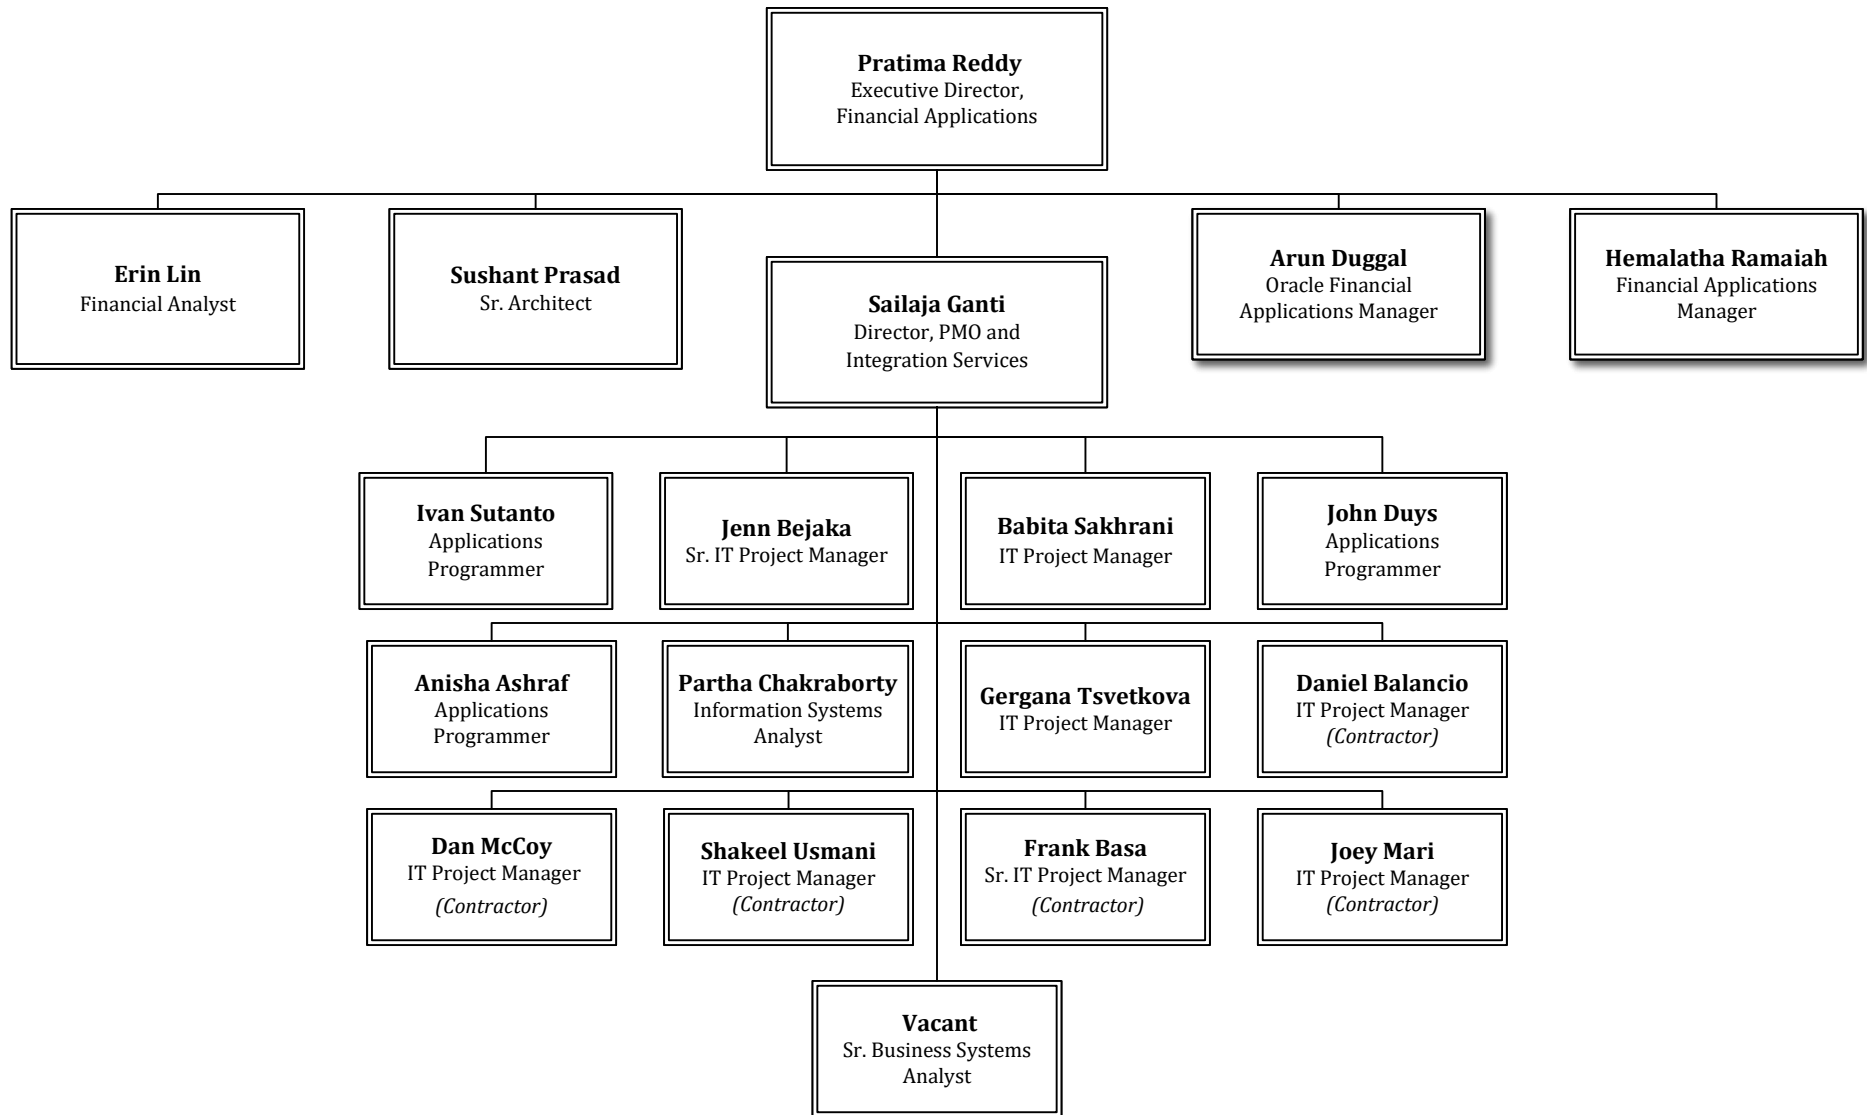 Pratima Reddy
Executive Director,
Financial Applications
Erin Lin
Financial Analyst
Sushant Prasad
Sr. Architect
Sailaja Ganti
Director, PMO and
Integration Services
Arun Duggal
Oracle Financial
Applications Manager
Hemalatha Ramaiah
Financial Applications
Manager
Ivan Sutanto
Applications
Programmer
Jenn Bejaka
Sr. IT Project Manager
Babita Sakhrani
IT Project Manager
John Duys
Applications
Programmer
Anisha Ashraf
Applications
Programmer
Partha Chakraborty
Information Systems
Analyst
Gergana Tsvetkova
IT Project Manager
Daniel Balancio
IT Project Manager
(Contractor)
Dan McCoy
IT Project Manager
(Contractor)
Shakeel Usmani
IT Project Manager
(Contractor)
Frank Basa
Sr. IT Project Manager
(Contractor)
Joey Mari
IT Project Manager
(Contractor)
Vacant
Sr. Business Systems
Analyst